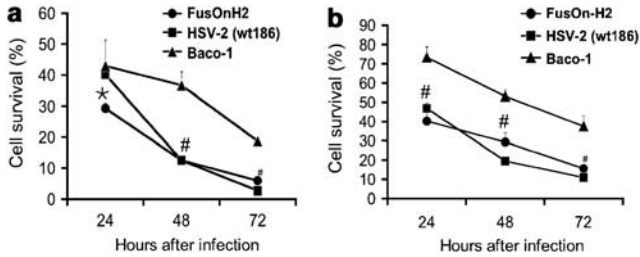 a
FusOnH2
HSV-2 (wt186)
Baco-1
Cell survival (%)
60
50
40
30
20
10
0
*
#
#
24
48
72
Hours after infection
b
FusOn-H2
HSV-2 (wt186)
Baco-1
Cell survival (%)
90
80
70
60
50
40
30
20
10
0
#
#
#
24
48
72
Hours after infection